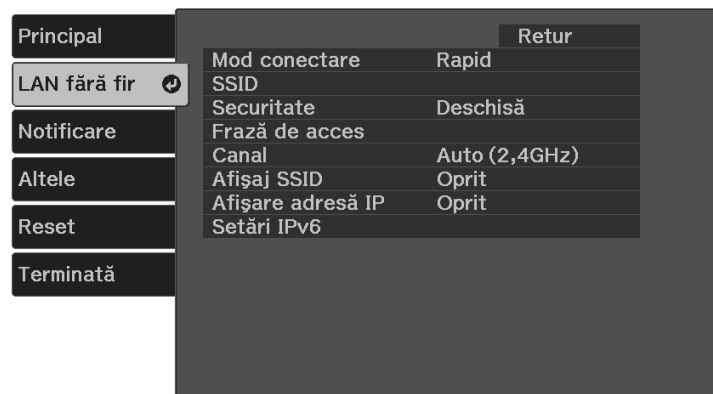 Principal
LAN fără fir
Notificare
Altele
Reset
Terminată
Retur
Mod conectare Rapid
SSID
Securitate Deschisă
Frază de acces
Canal Auto (2,4GHz)
Afişaj SSID Oprit
Afişare adresă IP Oprit
Setări IPv6